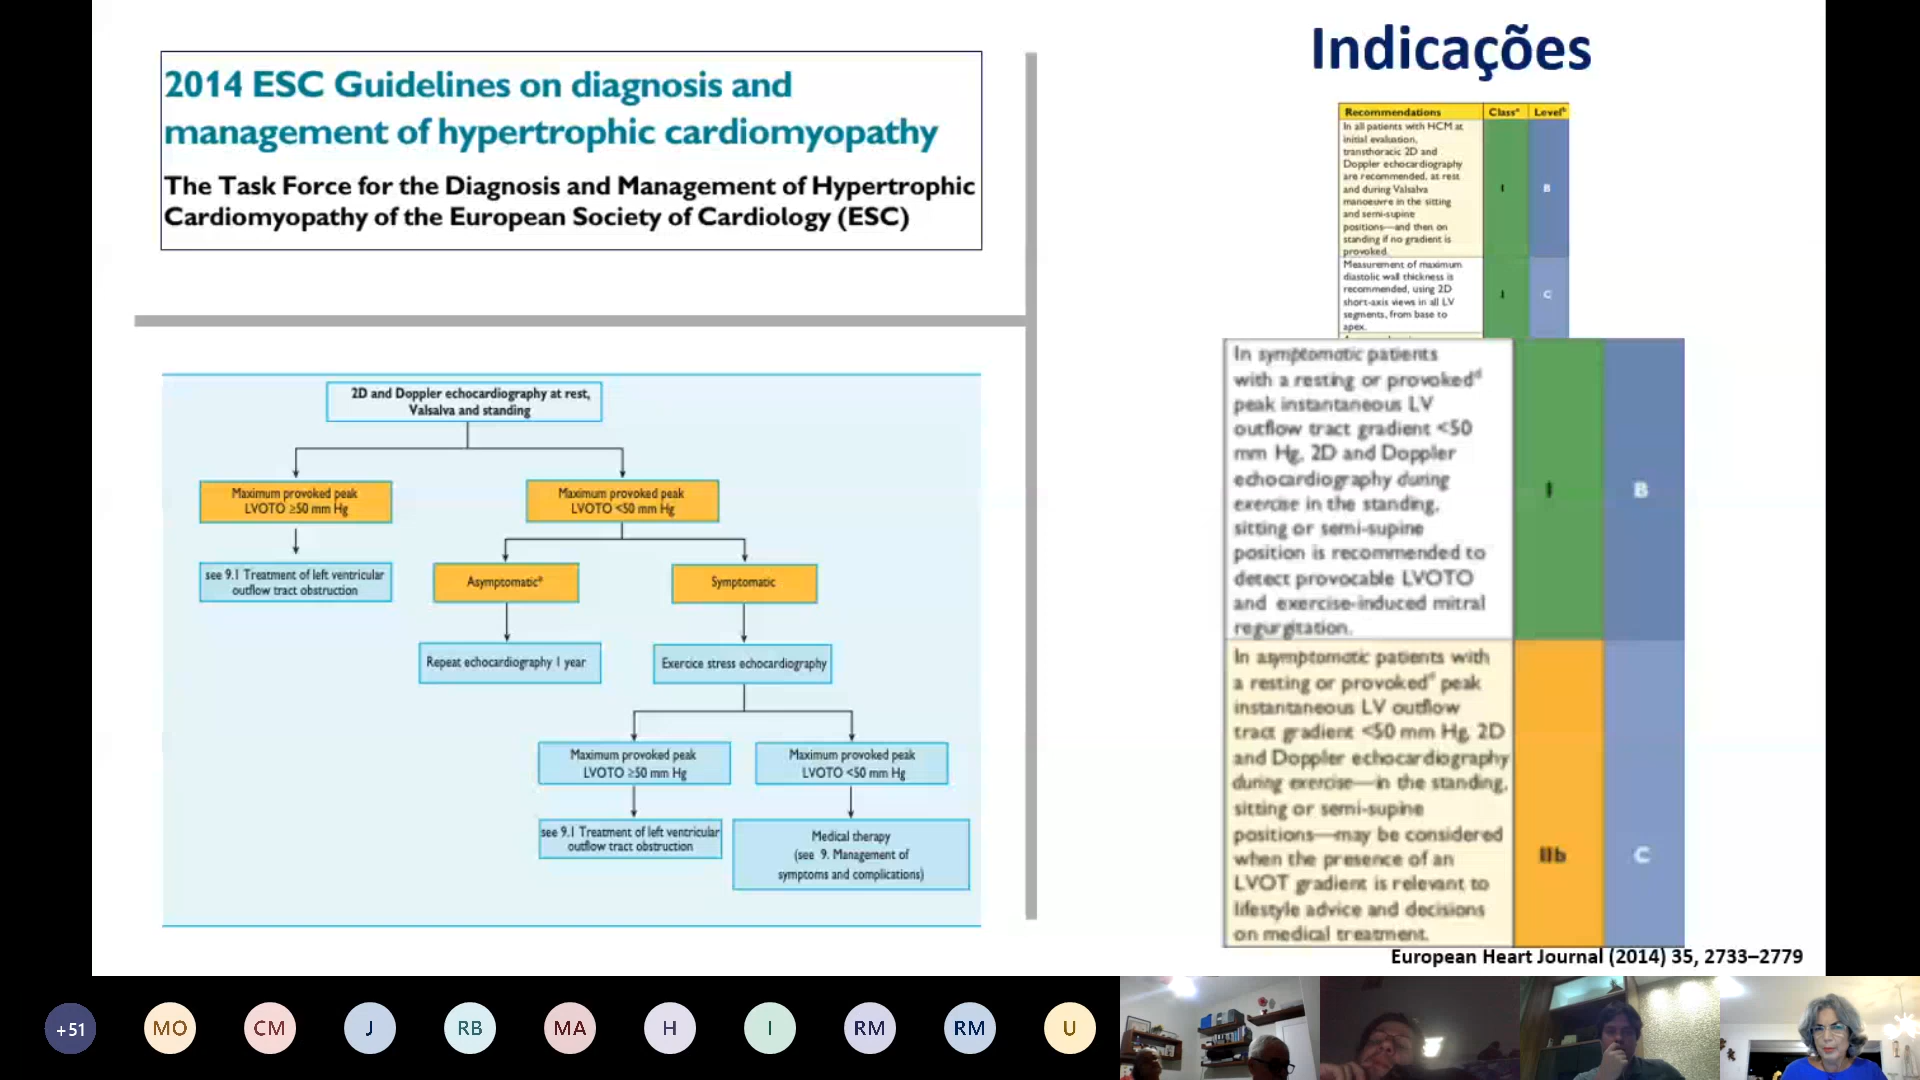 2014 ESC Guidelines on diagnosis and
management of hypertrophic cardiomyopathy
The Task Force for the Diagnosis and Management of Hypertrophic
Cardiomyopathy of the European Society of Cardiology (ESC)
2D and Doppler echocardiography at rest,
Valsalva and standing
Maximum provoked peak
LVOTO ≥50 mm Hg
Maximum provoked peak
LVOTO <50 mm Hg
see 9.1 Treatment of left ventricular
outflow tract obstruction
Asymptomaticª
Symptomatic
Repeat echocardiography 1 year
Exercice stress echocardiography
Maximum provoked peak
LVOTO ≥50 mm Hg
Maximum provoked peak
LVOTO <50 mm Hg
see 9.1 Treatment of left ventricular
outflow tract obstruction
Medical therapy
(see 9. Management of
symptoms and complications)
Indicações
Recommendations Classª Levelᵇ
In all patients with HCM at
initial evaluation,
transthoracic 2D and
Doppler echocardiography
are recommended, at rest
and during Valsalva
manoeuvre in the sitting
and semi-supine
positions—and then on
standing if no gradient is
provoked.
I B
Measurement of maximum
diastolic wall thickness is
recommended, using 2D
short-axis views in all LV
segments, from base to
apex.
I C
In symptomatic patients
with a resting or provokedᵈ
peak instantaneous LV
outflow tract gradient <50
mm Hg, 2D and Doppler
echocardiography during
exercise in the standing,
sitting or semi-supine
position is recommended to
detect provocable LVOTO
and exercise-induced mitral
regurgitation.
I B
In asymptomatic patients with
a resting or provokedᵈ peak
instantaneous LV outflow
tract gradient <50 mm Hg, 2D
and Doppler echocardiography
during exercise—in the standing,
sitting or semi-supine
positions—may be considered
when the presence of an
LVOT gradient is relevant to
lifestyle advice and decisions
on medical treatment.
IIb C
European Heart Journal (2014) 35, 2733–2779
+51 MO CM J RB MA H I RM RM U